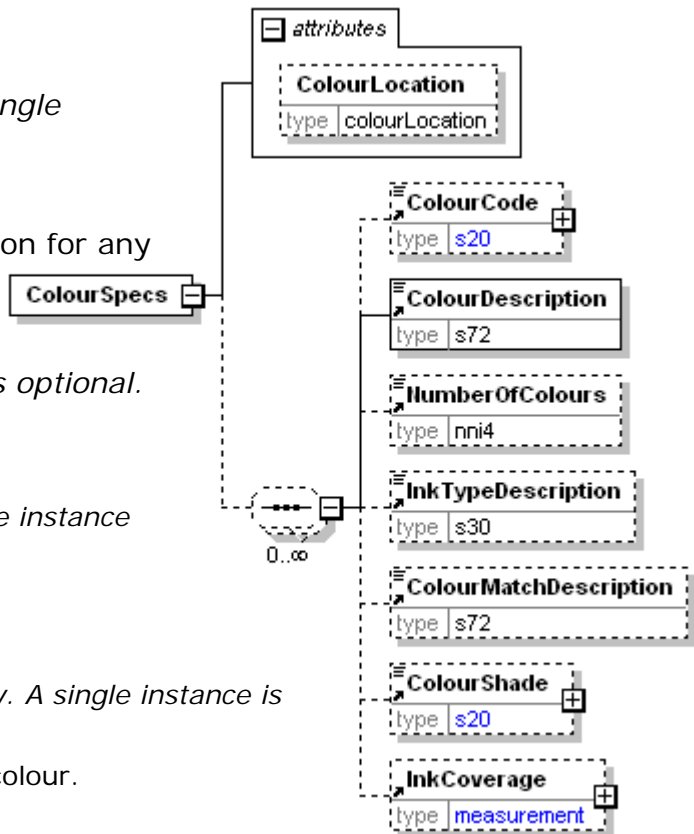 attributes
ColourLocation
ngle
type colourLocation
ColourCode
on for any
type s20
ColourSpecs
ColourDescription
type s72
s optional.
NumberOfColours
type nni4
InkTypeDescription
e instance
type s30
0..∞
ColourMatchDescription
type s72
ColourShade
y. A single instance is
type s20
colour.
InkCoverage
type measurement